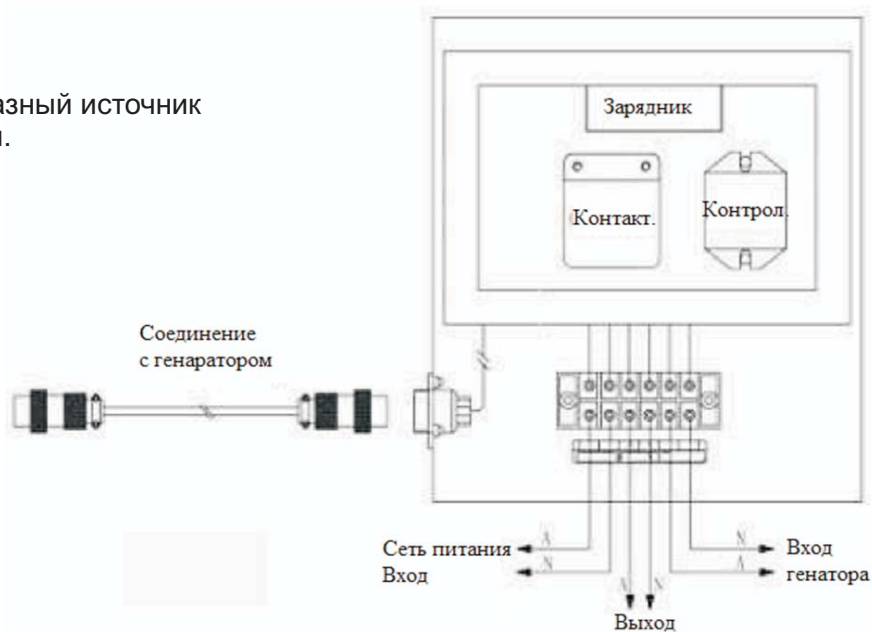 азный источник
.
Зарядник
Контакт.
Контрол.
Соединение
с генаратором
A
N
Сеть питания
Вход
A
N
Выход
N
A
Вход
генатора